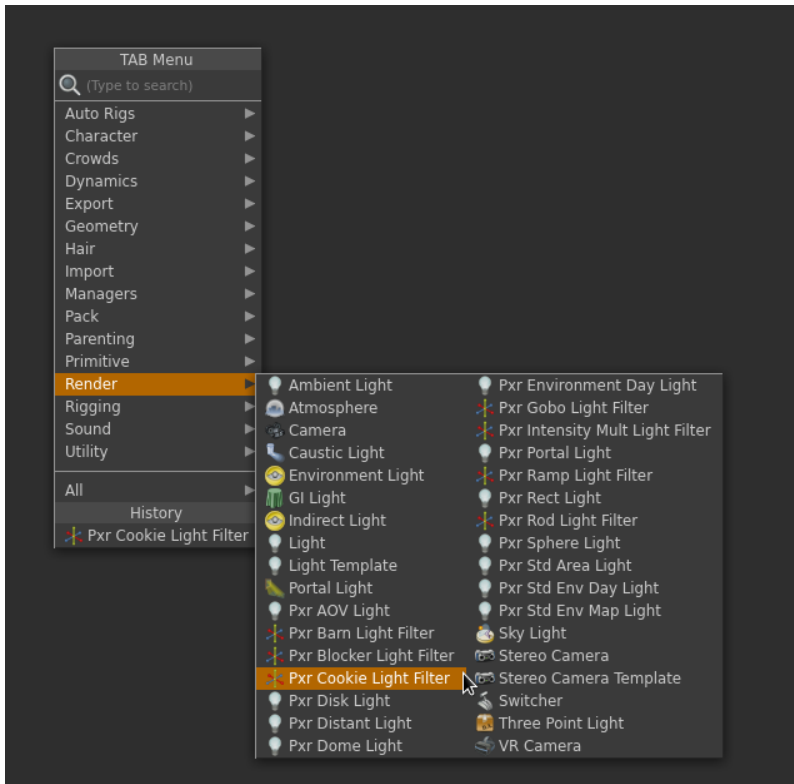 TAB Menu
(Type to search)
Auto Rigs
Character
Crowds
Dynamics
Export
Geometry
Hair
Import
Managers
Pack
Parenting
Primitive
Render
Rigging
Sound
Utility
All
History
Pxr Cookie Light Filter
Ambient Light
Atmosphere
Camera
Caustic Light
Environment Light
GI Light
Indirect Light
Light
Light Template
Portal Light
Pxr AOV Light
Pxr Barn Light Filter
Pxr Blocker Light Filter
Pxr Cookie Light Filter
Pxr Disk Light
Pxr Distant Light
Pxr Dome Light
Pxr Environment Day Light
Pxr Gobo Light Filter
Pxr Intensity Mult Light Filter
Pxr Portal Light
Pxr Ramp Light Filter
Pxr Rect Light
Pxr Rod Light Filter
Pxr Sphere Light
Pxr Std Area Light
Pxr Std Env Day Light
Pxr Std Env Map Light
Sky Light
Stereo Camera
Stereo Camera Template
Switcher
Three Point Light
VR Camera